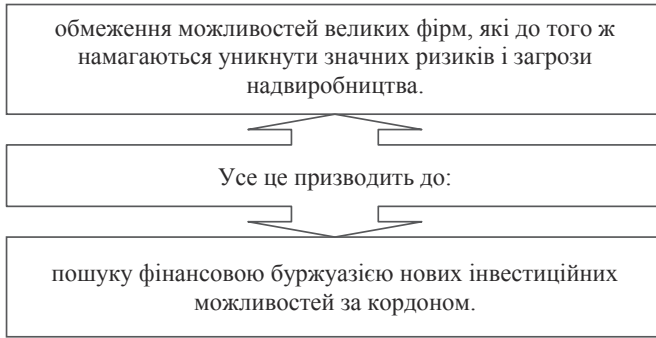 обмеження можливостей великих фірм, які до того ж
намагаються уникнути значних ризиків і загрози
надвиробництва.
Усе це призводить до:
пошуку фінансовою буржуазією нових інвестиційних
можливостей за кордоном.